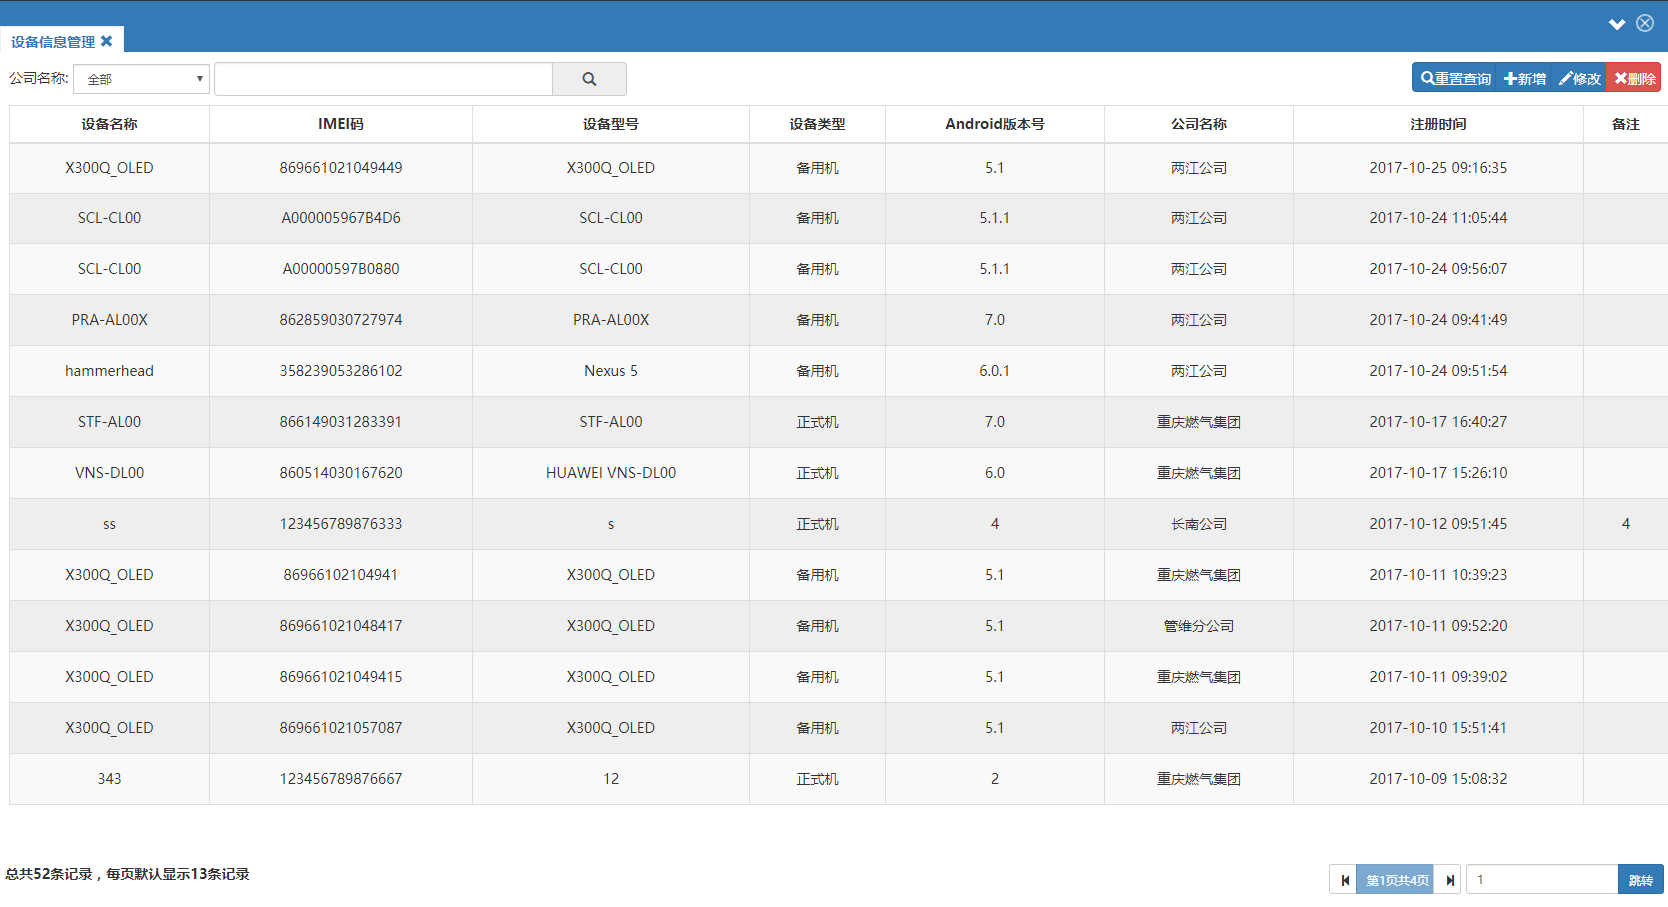 设备信息管理
公司名称: 全部 重置查询 新增 修改 删除
设备名称 IMEI码 设备型号 设备类型 Android版本号 公司名称 注册时间 备注
X300Q_OLED 869661021049449 X300Q_OLED 备用机 5.1 两江公司 2017-10-25 09:16:35
SCL-CL00 A000005967B4D6 SCL-CL00 备用机 5.1.1 两江公司 2017-10-24 11:05:44
SCL-CL00 A00000597B0880 SCL-CL00 备用机 5.1.1 两江公司 2017-10-24 09:56:07
PRA-AL00X 862859030727974 PRA-AL00X 备用机 7.0 两江公司 2017-10-24 09:41:49
hammerhead 358239053286102 Nexus 5 备用机 6.0.1 两江公司 2017-10-24 09:51:54
STF-AL00 866149031283391 STF-AL00 正式机 7.0 重庆燃气集团 2017-10-17 16:40:27
VNS-DL00 860514030167620 HUAWEI VNS-DL00 正式机 6.0 重庆燃气集团 2017-10-17 15:26:10
ss 123456789876333 s 正式机 4 长南公司 2017-10-12 09:51:45 4
X300Q_OLED 86966102104941 X300Q_OLED 备用机 5.1 重庆燃气集团 2017-10-11 10:39:23
X300Q_OLED 869661021048417 X300Q_OLED 备用机 5.1 管维分公司 2017-10-11 09:52:20
X300Q_OLED 869661021049415 X300Q_OLED 备用机 5.1 重庆燃气集团 2017-10-11 09:39:02
X300Q_OLED 869661021057087 X300Q_OLED 备用机 5.1 两江公司 2017-10-10 15:51:41
343 123456789876667 12 正式机 2 重庆燃气集团 2017-10-09 15:08:32
总共52条记录，每页默认显示13条记录 第1页共4页 1 跳转